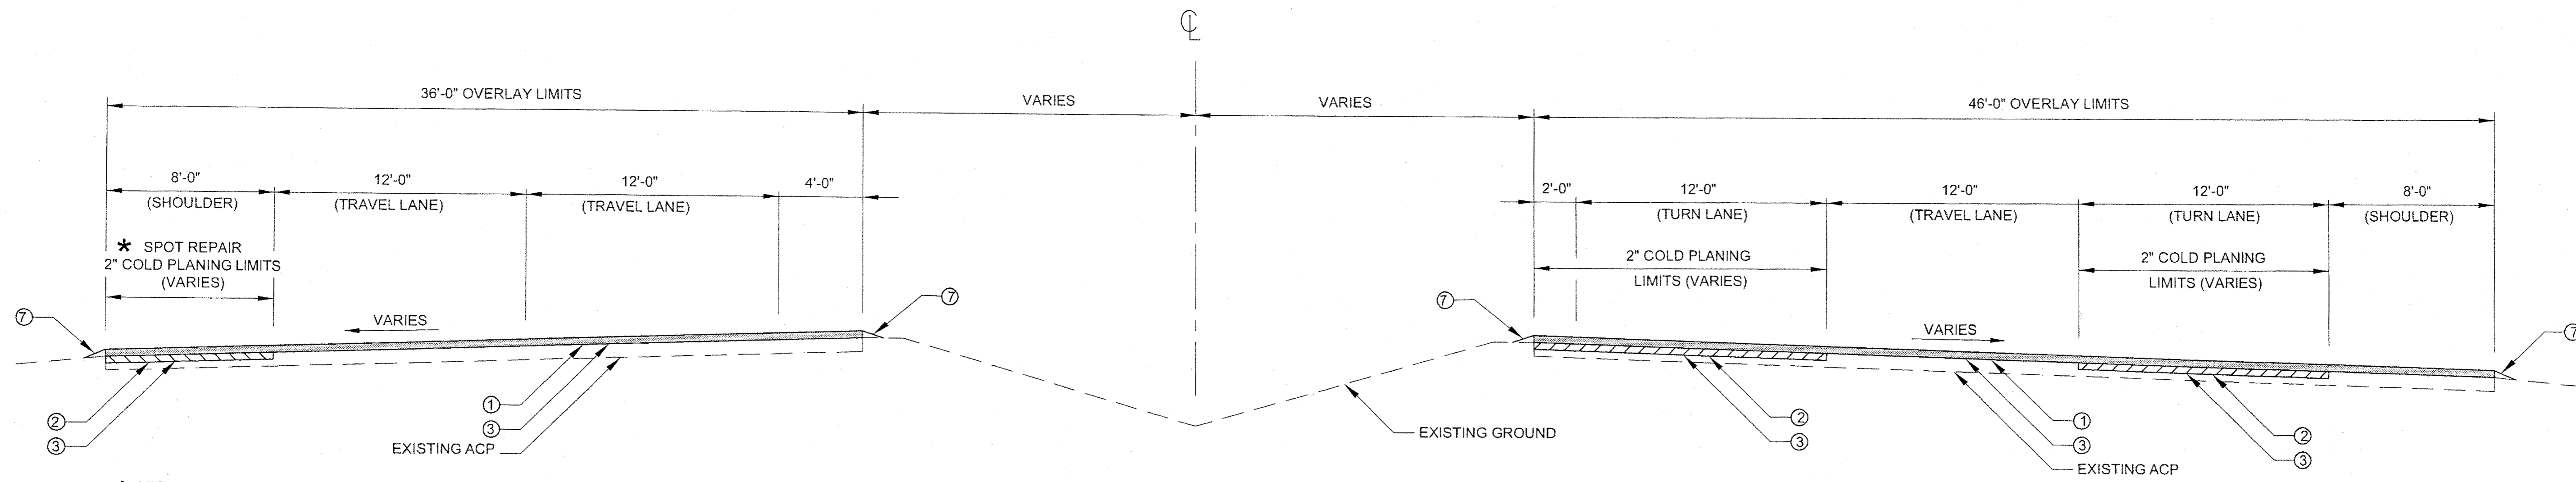 CL
36'-0" OVERLAY LIMITS
VARIES
VARIES
46'-0" OVERLAY LIMITS
8'-0"
(SHOULDER)
12'-0"
(TRAVEL LANE)
12'-0"
(TRAVEL LANE)
4'-0"
2'-0"
12'-0"
(TURN LANE)
12'-0"
(TRAVEL LANE)
12'-0"
(TURN LANE)
8'-0"
(SHOULDER)
* SPOT REPAIR
2" COLD PLANING LIMITS
(VARIES)
2" COLD PLANING
LIMITS (VARIES)
2" COLD PLANING
LIMITS (VARIES)
7
VARIES
7
7
VARIES
7
2
3
1
3
EXISTING ACP
EXISTING GROUND
2
3
1
3
EXISTING ACP
2
3